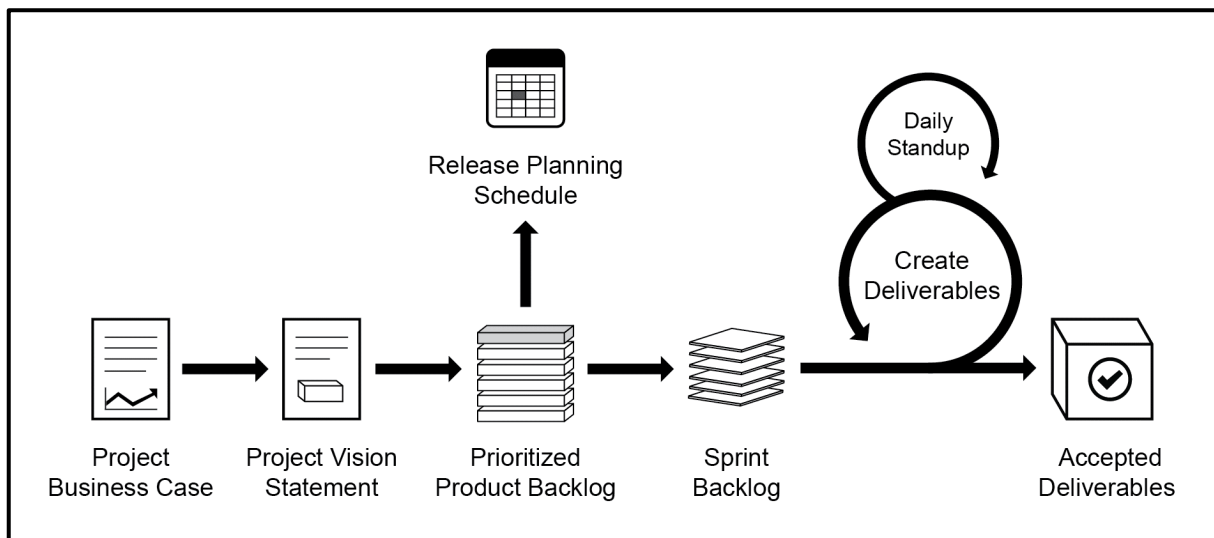 Daily
Standup
Release Planning
Schedule
Create
Deliverables
Project
Business Case
Project Vision
Statement
Prioritized
Product Backlog
Sprint
Backlog
Accepted
Deliverables